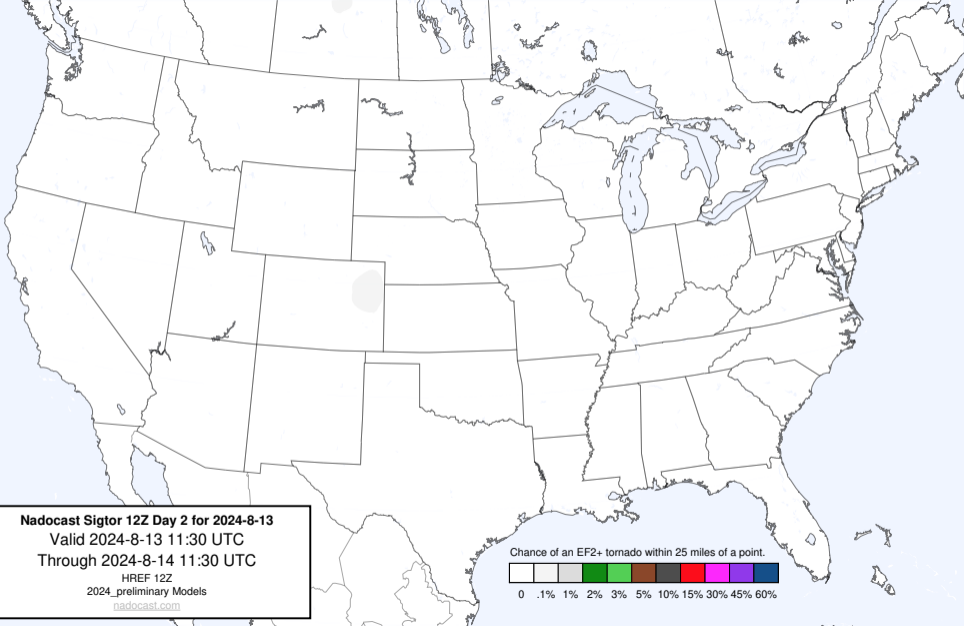 Nadocast Sigtor 12Z Day 2 for 2024-8-13
Valid 2024-8-13 11:30 UTC
Through 2024-8-14 11:30 UTC
HREF 12Z
2024_preliminary Models
nadocast.com
Chance of an EF2+ tornado within 25 miles of a point.
0 .1% 1% 2% 3% 5% 10% 15% 30% 45% 60%